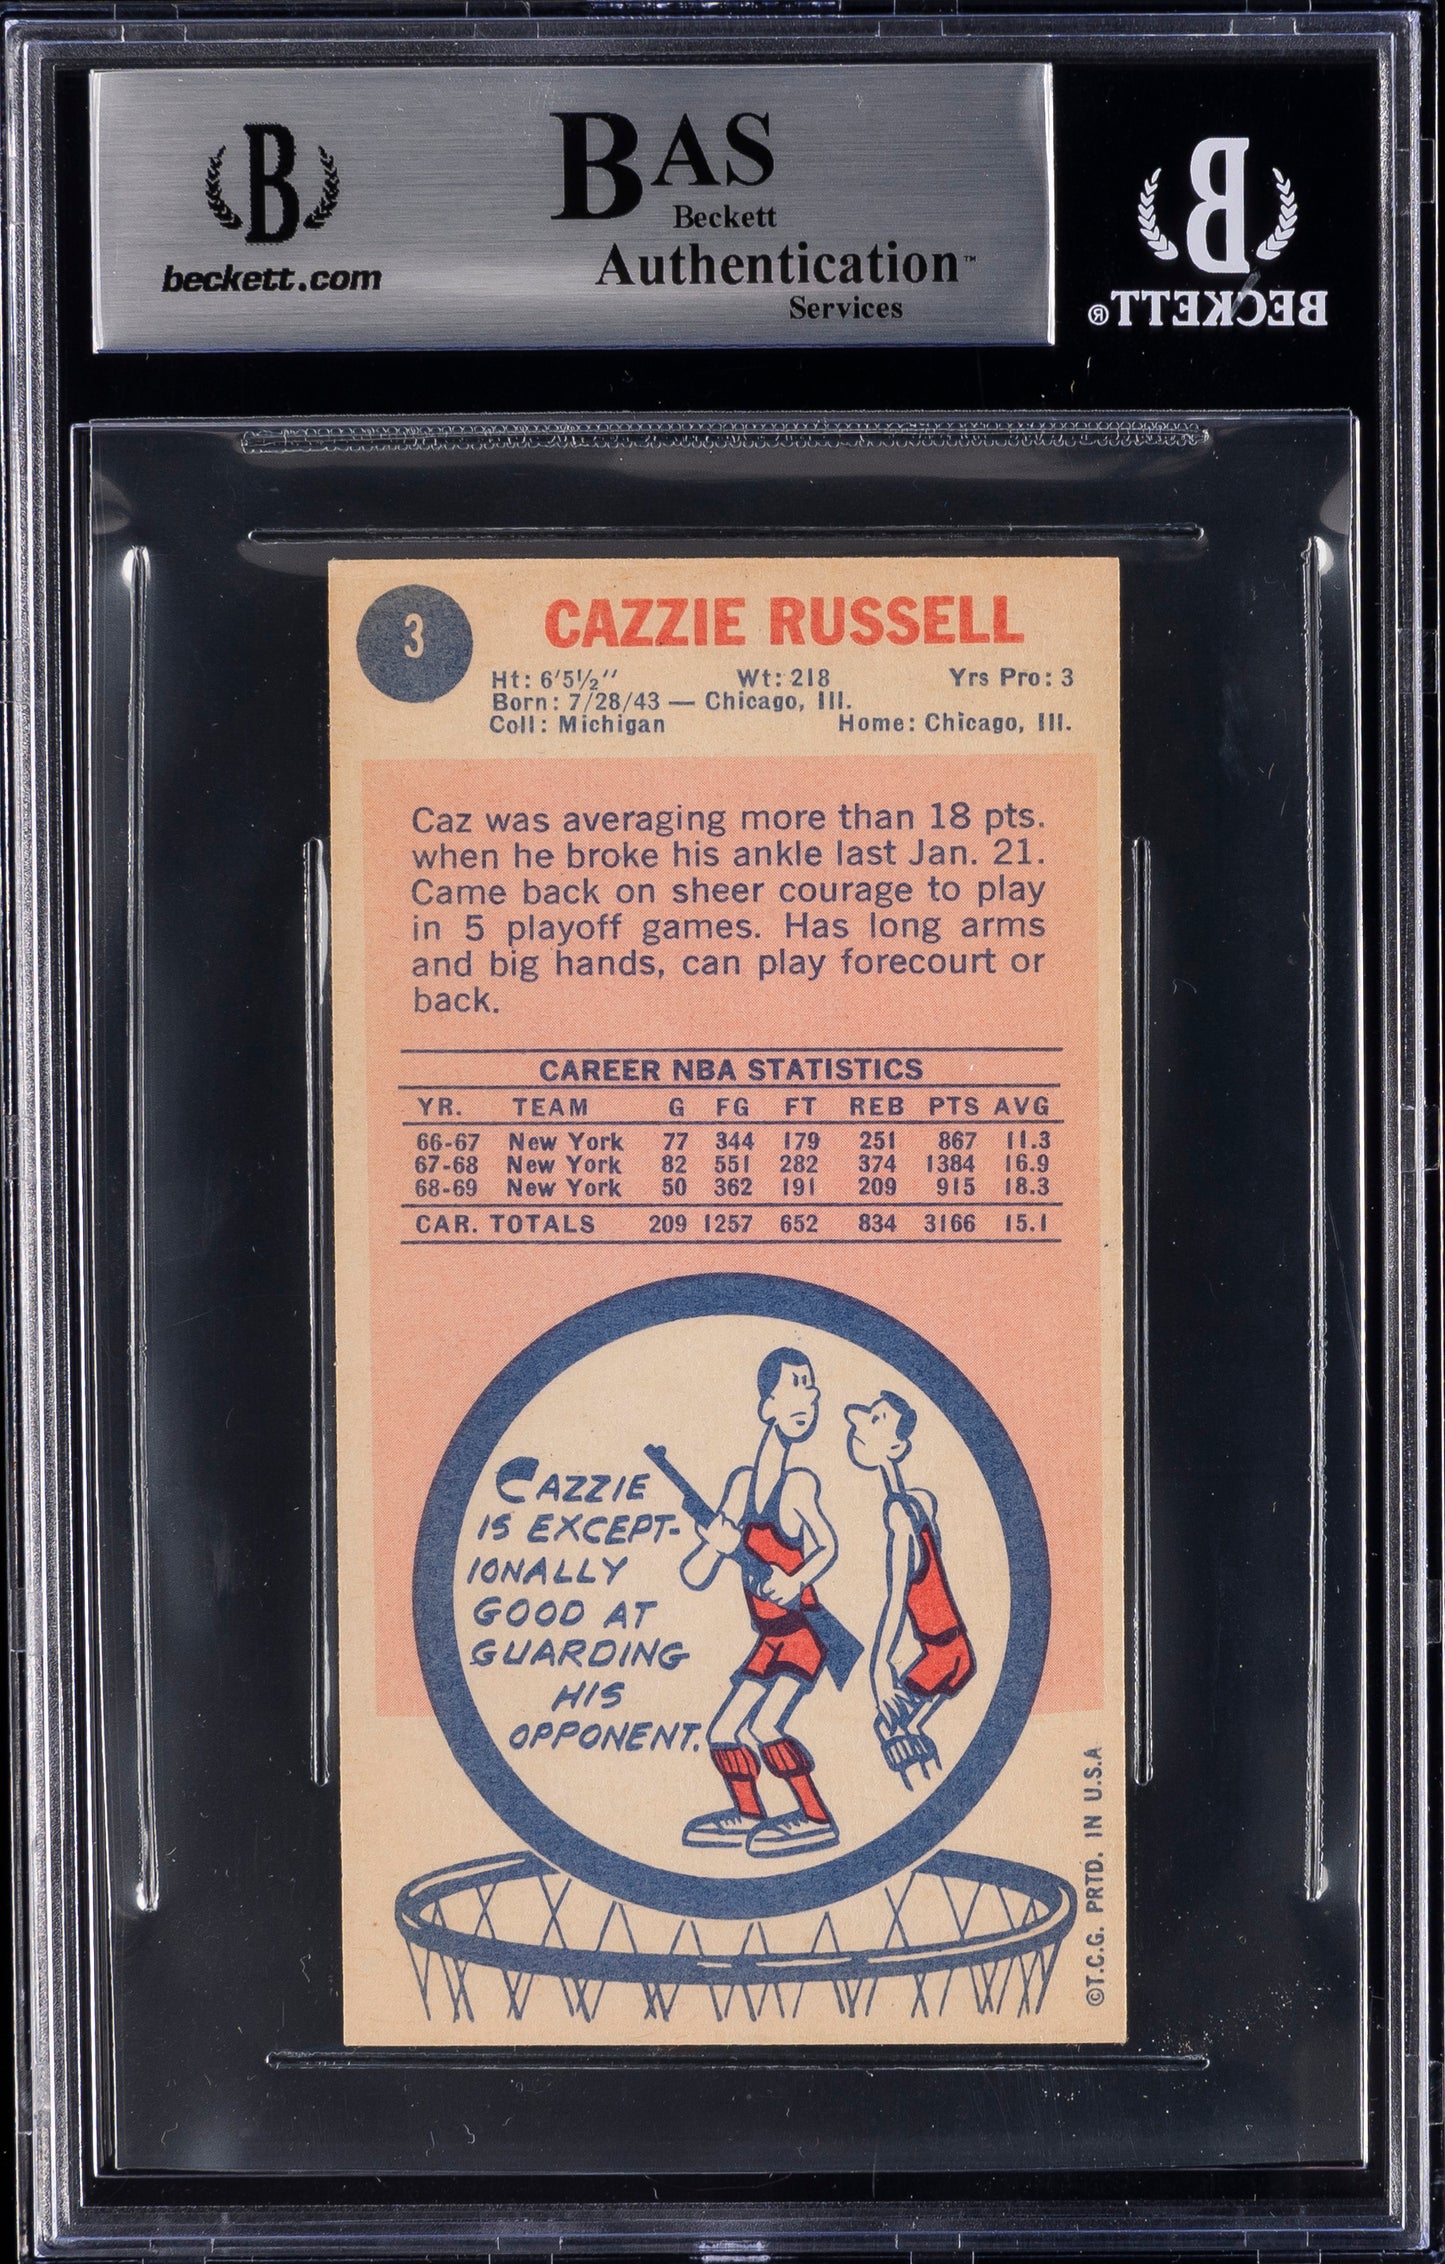 B
beckett.com
BAS
Beckett
Authentication™
Services
B
BECKETT®
3
CAZZIE RUSSELL
Ht: 6'5½'' Wt: 218 Yrs Pro: 3
Born: 7/28/43 — Chicago, Ill.
Coll: Michigan Home: Chicago, Ill.
Caz was averaging more than 18 pts.
when he broke his ankle last Jan. 21.
Came back on sheer courage to play
in 5 playoff games. Has long arms
and big hands, can play forecourt or
back.
CAREER NBA STATISTICS
YR. TEAM G FG FT REB PTS AVG
66-67 New York 77 344 179 251 867 11.3
67-68 New York 82 551 282 374 1384 16.9
68-69 New York 50 362 191 209 915 18.3
CAR. TOTALS 209 1257 652 834 3166 15.1
CAZZIE
IS EXCEPT-
IONALLY
GOOD AT
GUARDING
HIS
OPPONENT.
©T.C.G. PRTD. IN U.S.A